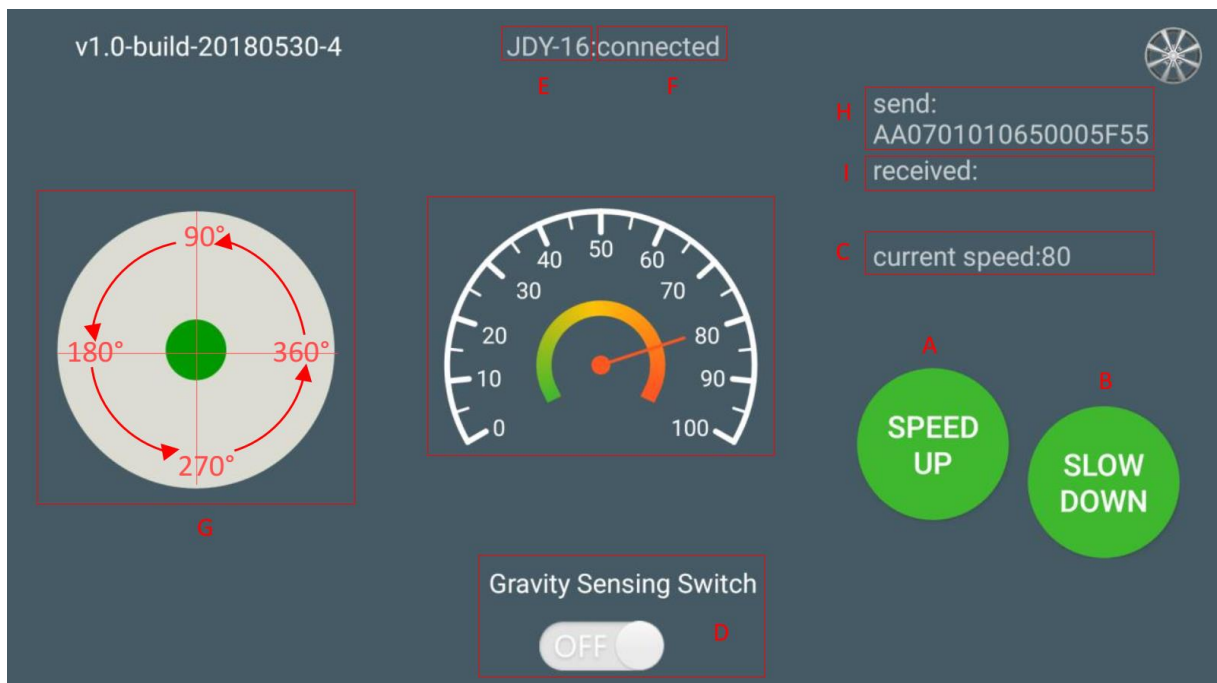 v1.0-build-20180530-4
JDY-16:connected
E
F
H
send:
AA0701010650005F55
I
received:
C
current speed:80
90°
180°
360°
270°
G
0
10
20
30
40
50
60
70
80
90
100
A
SPEED
UP
B
SLOW
DOWN
Gravity Sensing Switch
OFF
D